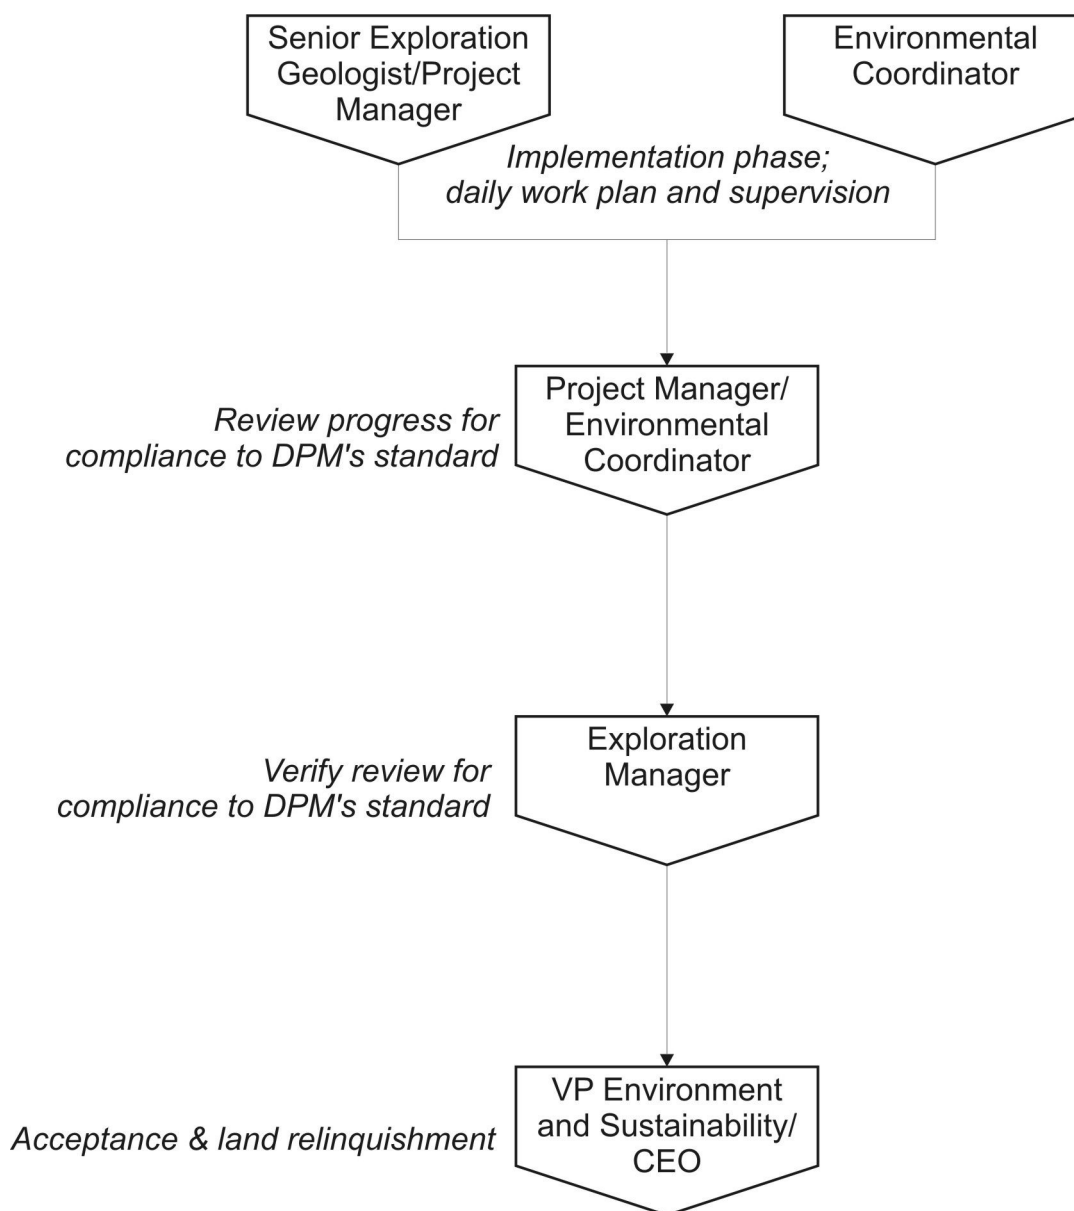 Senior Exploration
Geologist/Project
Manager
Environmental
Coordinator
Implementation phase;
daily work plan and supervision
Project Manager/
Environmental
Coordinator
Review progress for
compliance to DPM's standard
Exploration
Manager
Verify review for
compliance to DPM's standard
VP Environment
and Sustainability/
CEO
Acceptance & land relinquishment